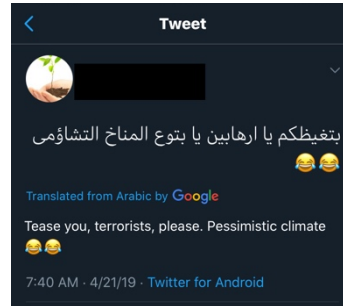 Tweet
بتغيظكم يا ارهابين يا بتوع المناخ التشاؤمى
😂😂
Translated from Arabic by Google
Tease you, terrorists, please. Pessimistic climate
😂😂
7:40 AM · 4/21/19 · Twitter for Android